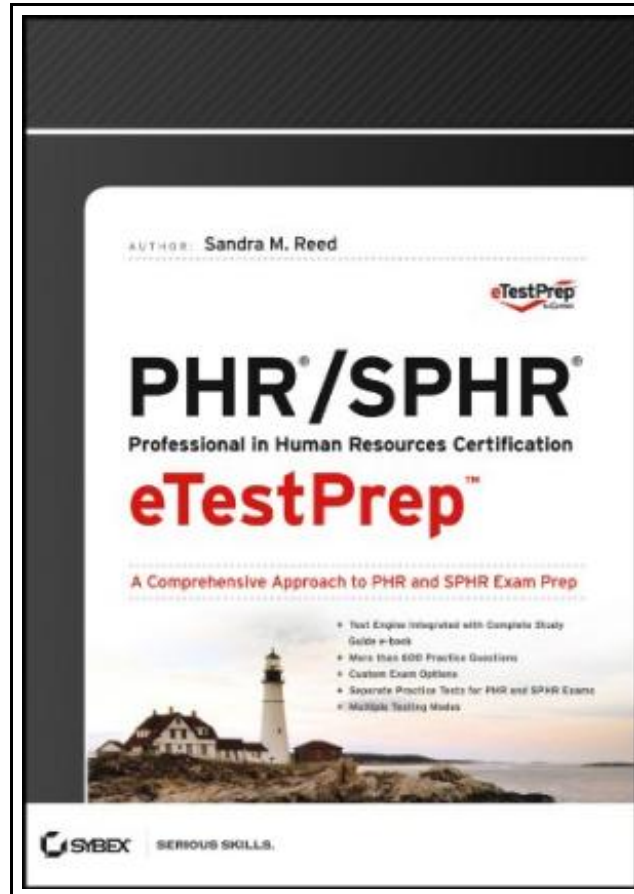 AUTHOR: Sandra M. Reed
eTestPrep
PHR®/SPHR®
Professional in Human Resources Certification
eTestPrep™
A Comprehensive Approach to PHR and SPHR Exam Prep
• Test Engine Integrated with Complete Study
Guide e-book
• More than 600 Practice Questions
• Custom Exam Options
• Separate Practice Tests for PHR and SPHR Exams
• Multiple Testing Modes
SYBEX SERIOUS SKILLS.